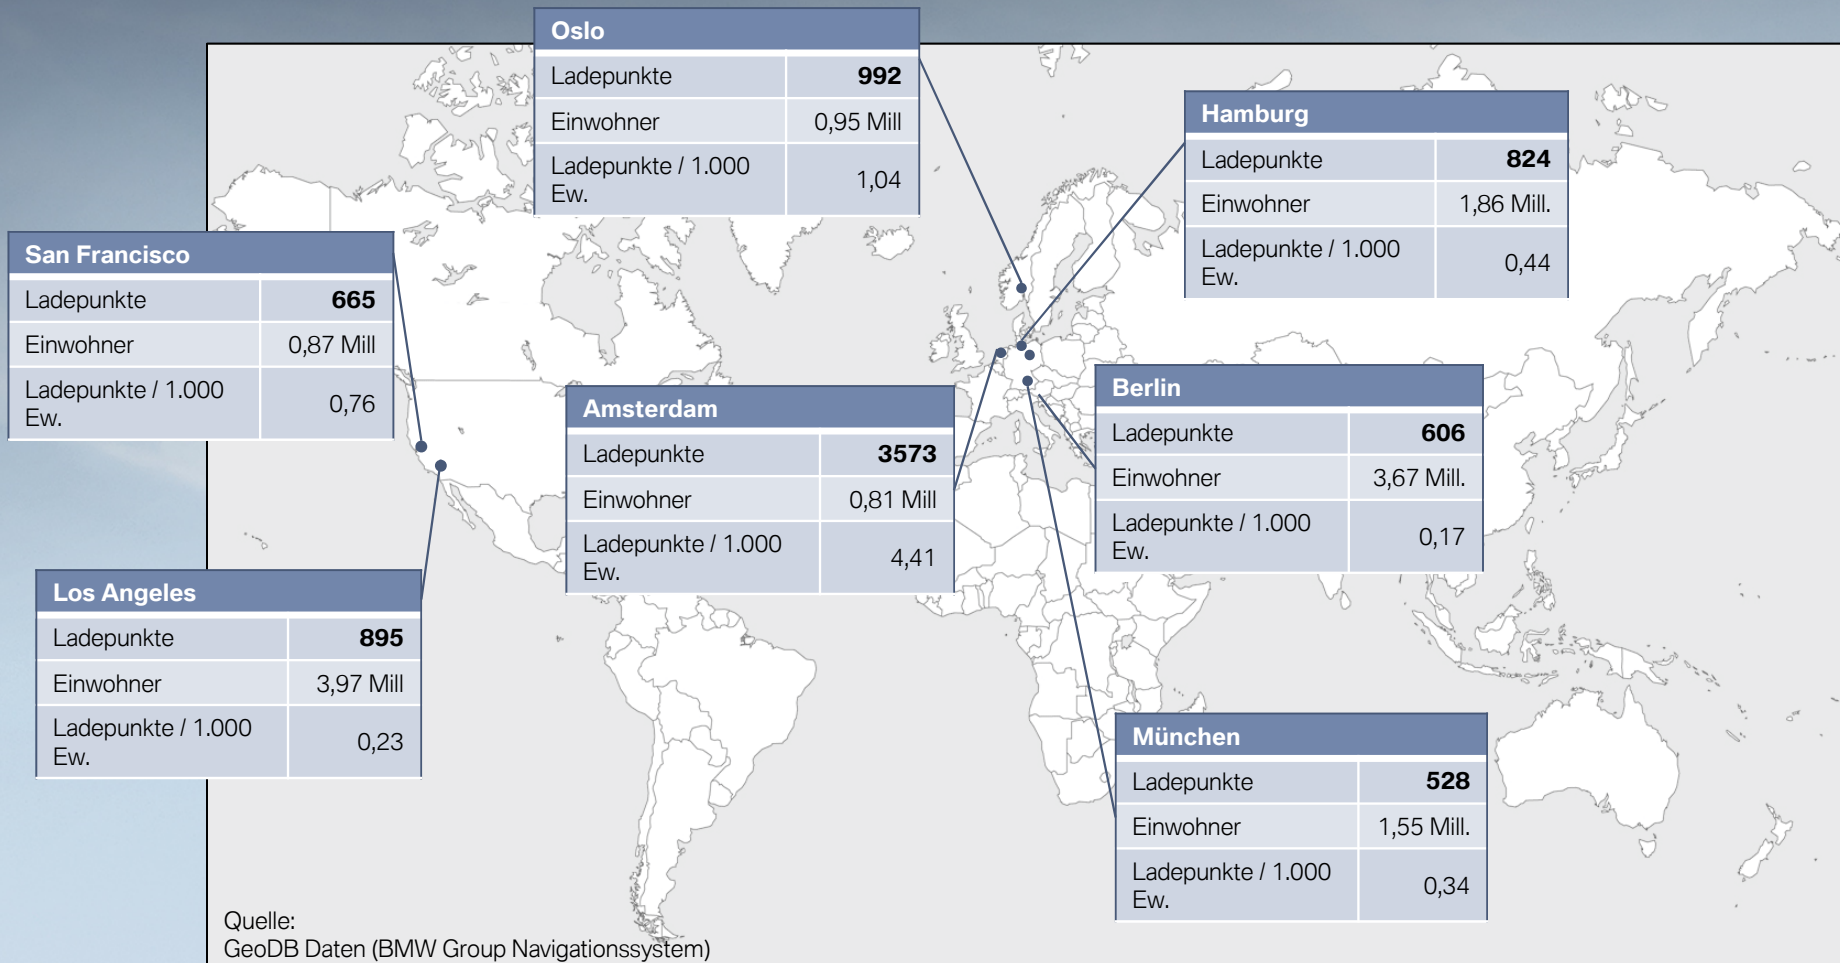 Oslo
Ladepunkte 992
Einwohner 0,95 Mill
Ladepunkte / 1.000
Ew. 1,04
Hamburg
Ladepunkte 824
Einwohner 1,86 Mill.
Ladepunkte / 1.000
Ew. 0,44
San Francisco
Ladepunkte 665
Einwohner 0,87 Mill
Ladepunkte / 1.000
Ew. 0,76
Amsterdam
Ladepunkte 3573
Einwohner 0,81 Mill
Ladepunkte / 1.000
Ew. 4,41
Berlin
Ladepunkte 606
Einwohner 3,67 Mill.
Ladepunkte / 1.000
Ew. 0,17
Los Angeles
Ladepunkte 895
Einwohner 3,97 Mill
Ladepunkte / 1.000
Ew. 0,23
München
Ladepunkte 528
Einwohner 1,55 Mill.
Ladepunkte / 1.000
Ew. 0,34
Quelle:
GeoDB Daten (BMW Group Navigationssystem)